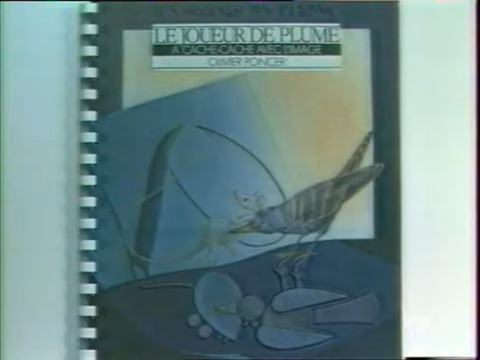 LE JOUEUR DE PLUME
A CACHE-CACHE AVEC L'IMAGE
OLIVIER PONCER